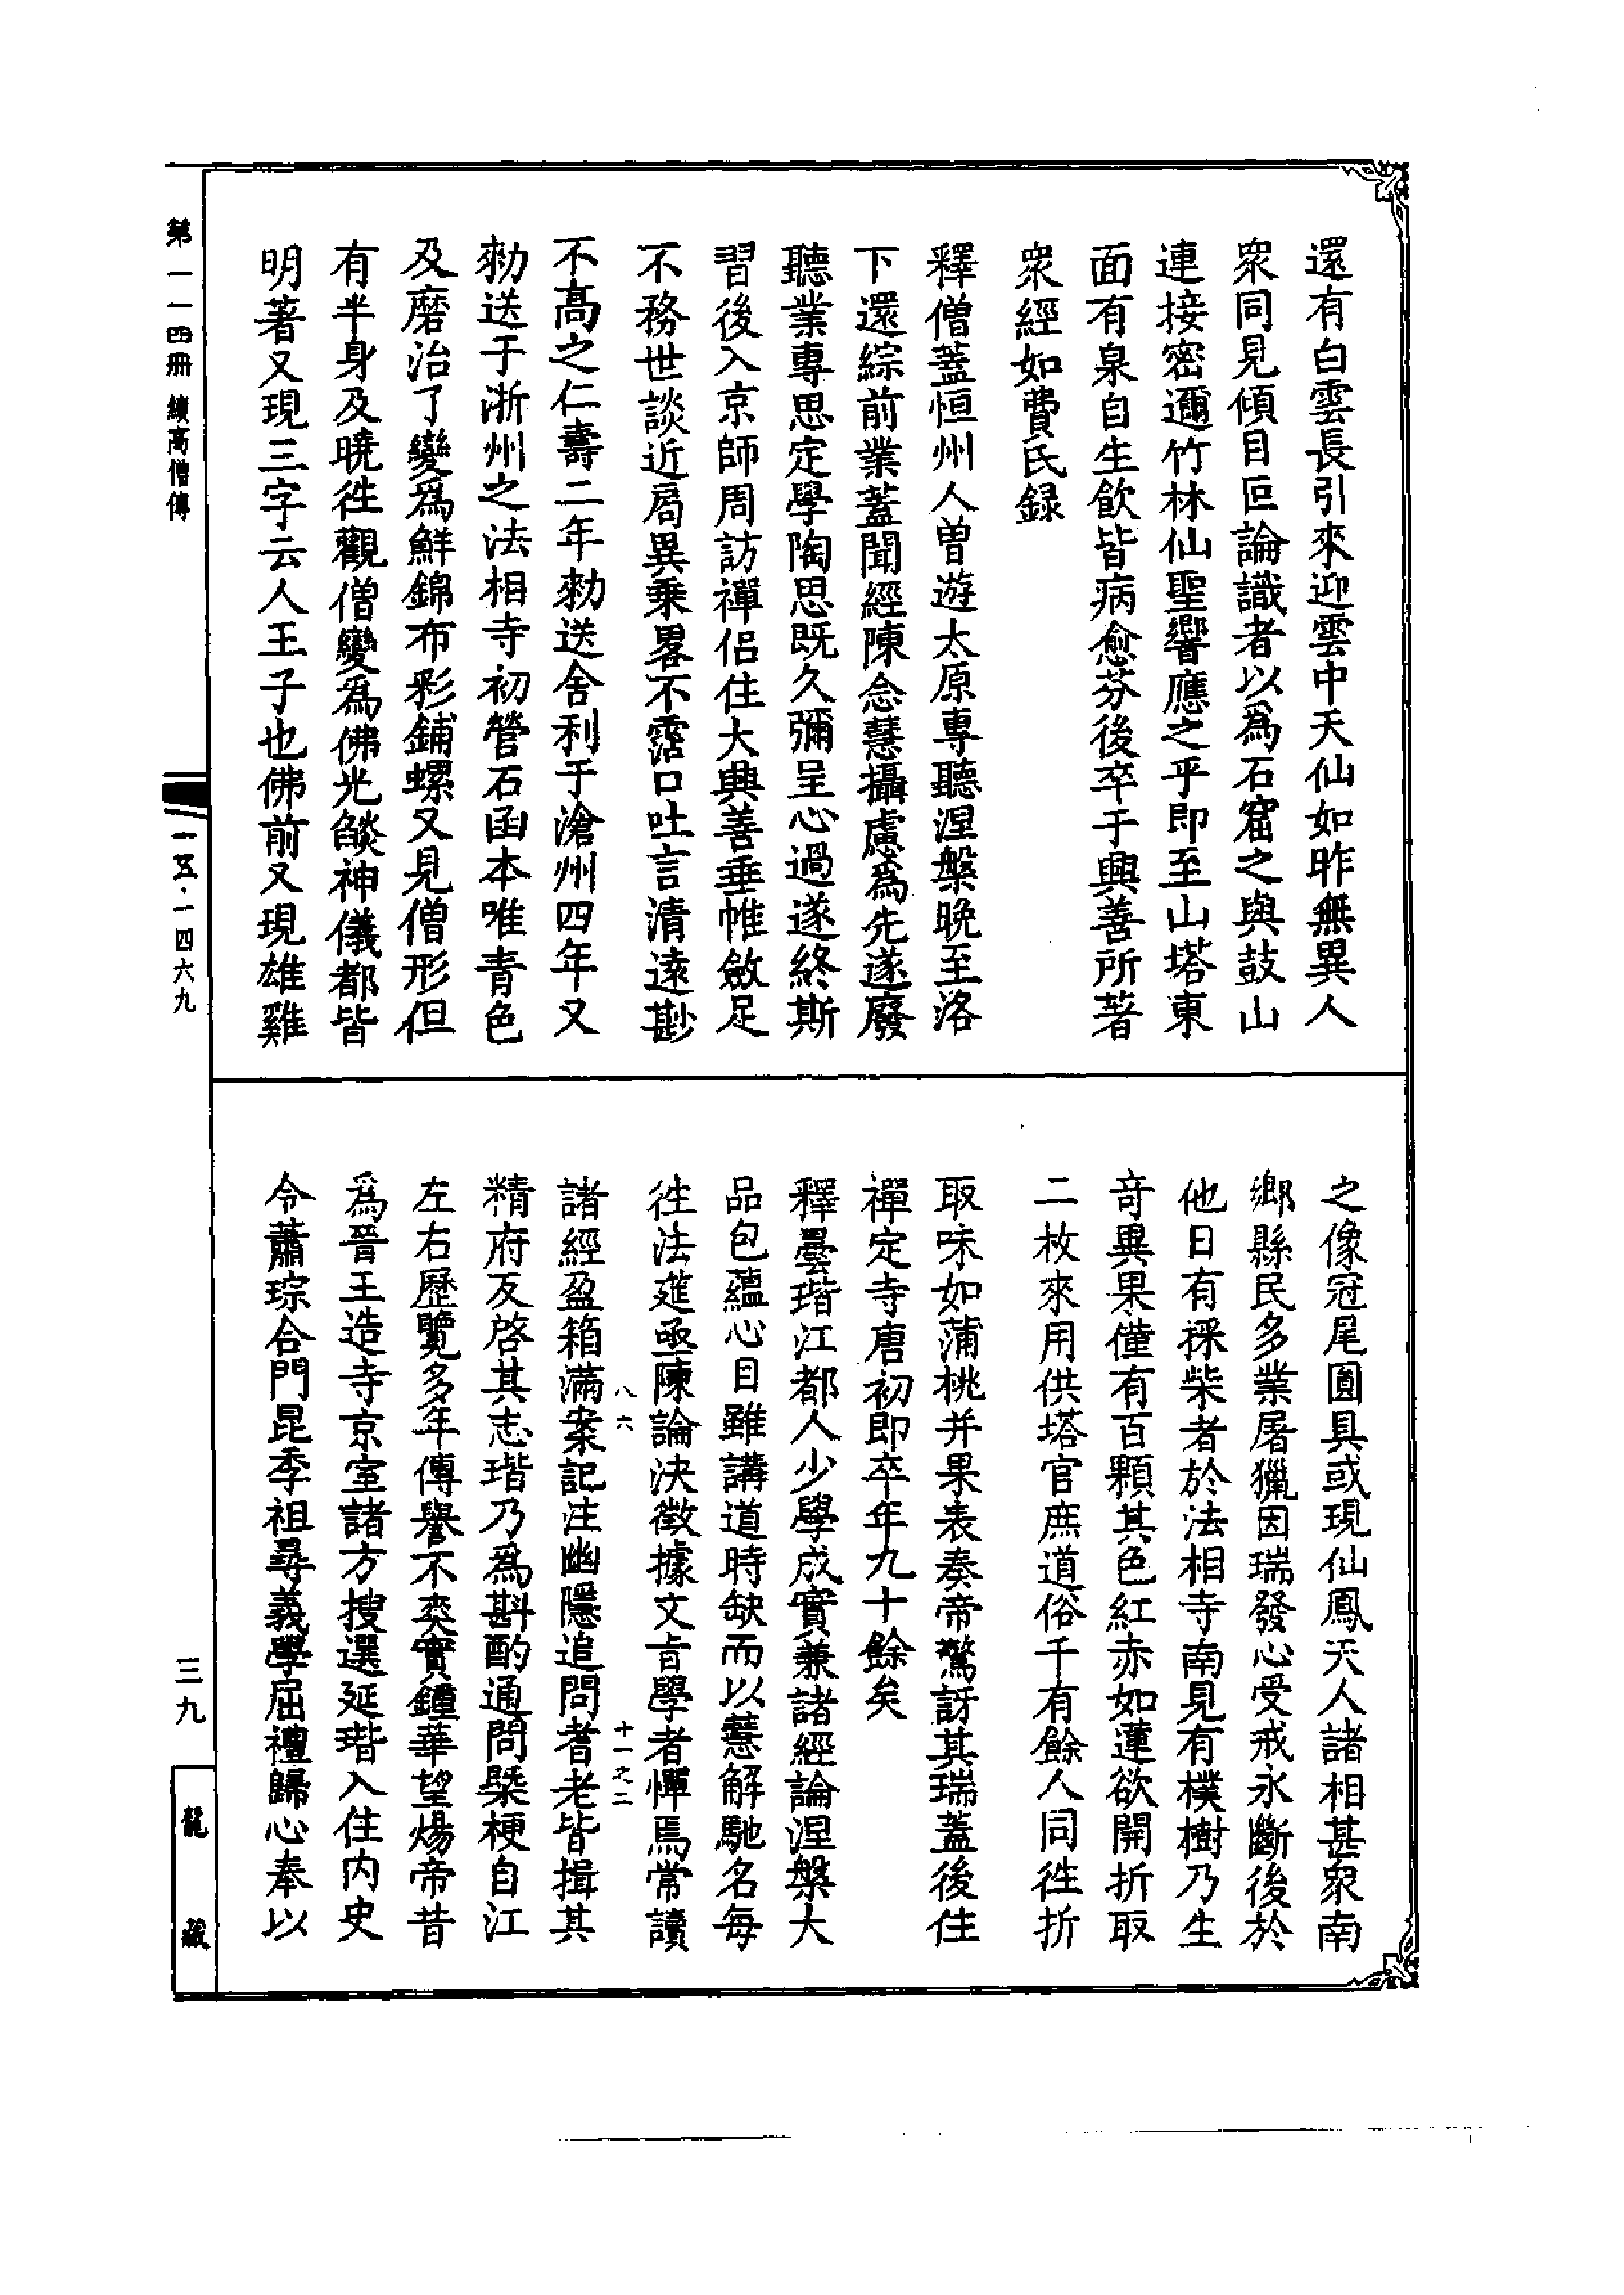 還有白雲長引來迎雲中天仙如昨無異人
衆同見傾目叵論識者以爲石窟之與鼓山
連接密邇竹林仙聖響應之乎即至山塔東
面有泉自生飲皆病愈芬後卒于興善所著
衆經如費氏録
釋僧蓋恒州人曽遊太原專聽涅槃晚至洛
下還綜前業蓋聞經陳念慧攝慮爲先遂廢
聽業專思定學陶思既久彌呈心過遂終斯
習後入京師周訪禪侣住大興善垂帷斂足
不務世談近局異乗畧不霑口吐言清遠尠
不髙之仁壽二年勑送舍利于滄州四年又
勑送于浙州之法相寺初營石函本唯青色
及磨治了變爲鮮錦布彩鋪螺又見僧形但
有半身及曉徃觀僧變爲佛光燄神儀都皆
明著又現三字云人王子也佛前又現雄雞
之像冠尾圓具或現仙鳳天人諸相甚衆南
鄉縣民多業屠獵因瑞發心受戒永斷後於
他日有採柴者於法相寺南見有樸樹乃生
奇異果僅有百顆其色紅赤如蓮欲開折取
二枚來用供塔官庶道俗千有餘人同徃折
取味如蒲桃并果表奏帝驚訝其瑞蓋後住
禪定寺唐初即卒年九十餘矣
釋曇瑎江都人少學成實兼諸經論涅槃大
品包蘊心目雖講道時缺而以慧解馳名每
徃法筵亟陳論決徵據文旨學者憚焉常讀
八六
十一之二
諸經盈箱滿案記注幽隱追問耆老皆揖其
精府反啓其志瑎乃爲斟酌通問槩梗自江
左右歷覽多年傳譽不爽實鍾華望煬帝昔
爲晉王造寺京室諸方搜選延瑎入住内史
令蕭琮合門昆季祖尋義學屈禮歸心奉以
第一一四冊 續高僧傳
一五·一四六九
三九
龍藏